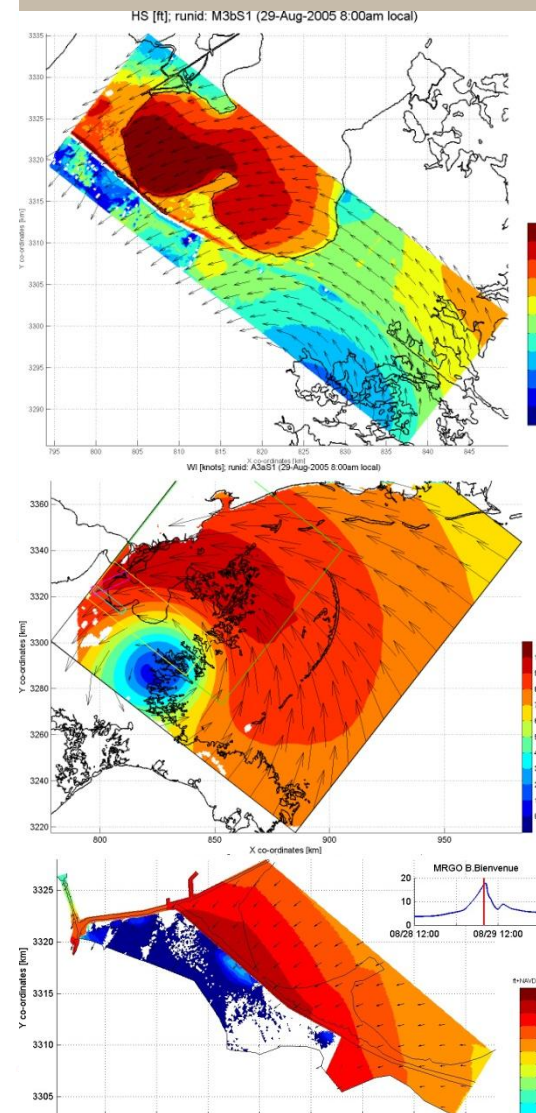 HS [ft]; runid: M3bS1 (29-Aug-2005 8:00am local)
3335
3330
3325
3320
3315
3310
3305
3300
3295
3290
Y co-ordinates [km]
795 800 805 810 815 820 825 830 835 840 845
X co-ordinates [km]
WI [knots]; runid: A3aS1 (29-Aug-2005 8:00am local)
3360
3340
3320
3300
3280
3260
3240
3220
Y co-ordinates [km]
800 850 900 950
X co-ordinates [km]
MRGO B.Bienvenue
20
10
0
08/28 12:00 08/29 12:00
3325
3320
3315
3310
3305
Y co-ordinates [km]
ft+NAVD